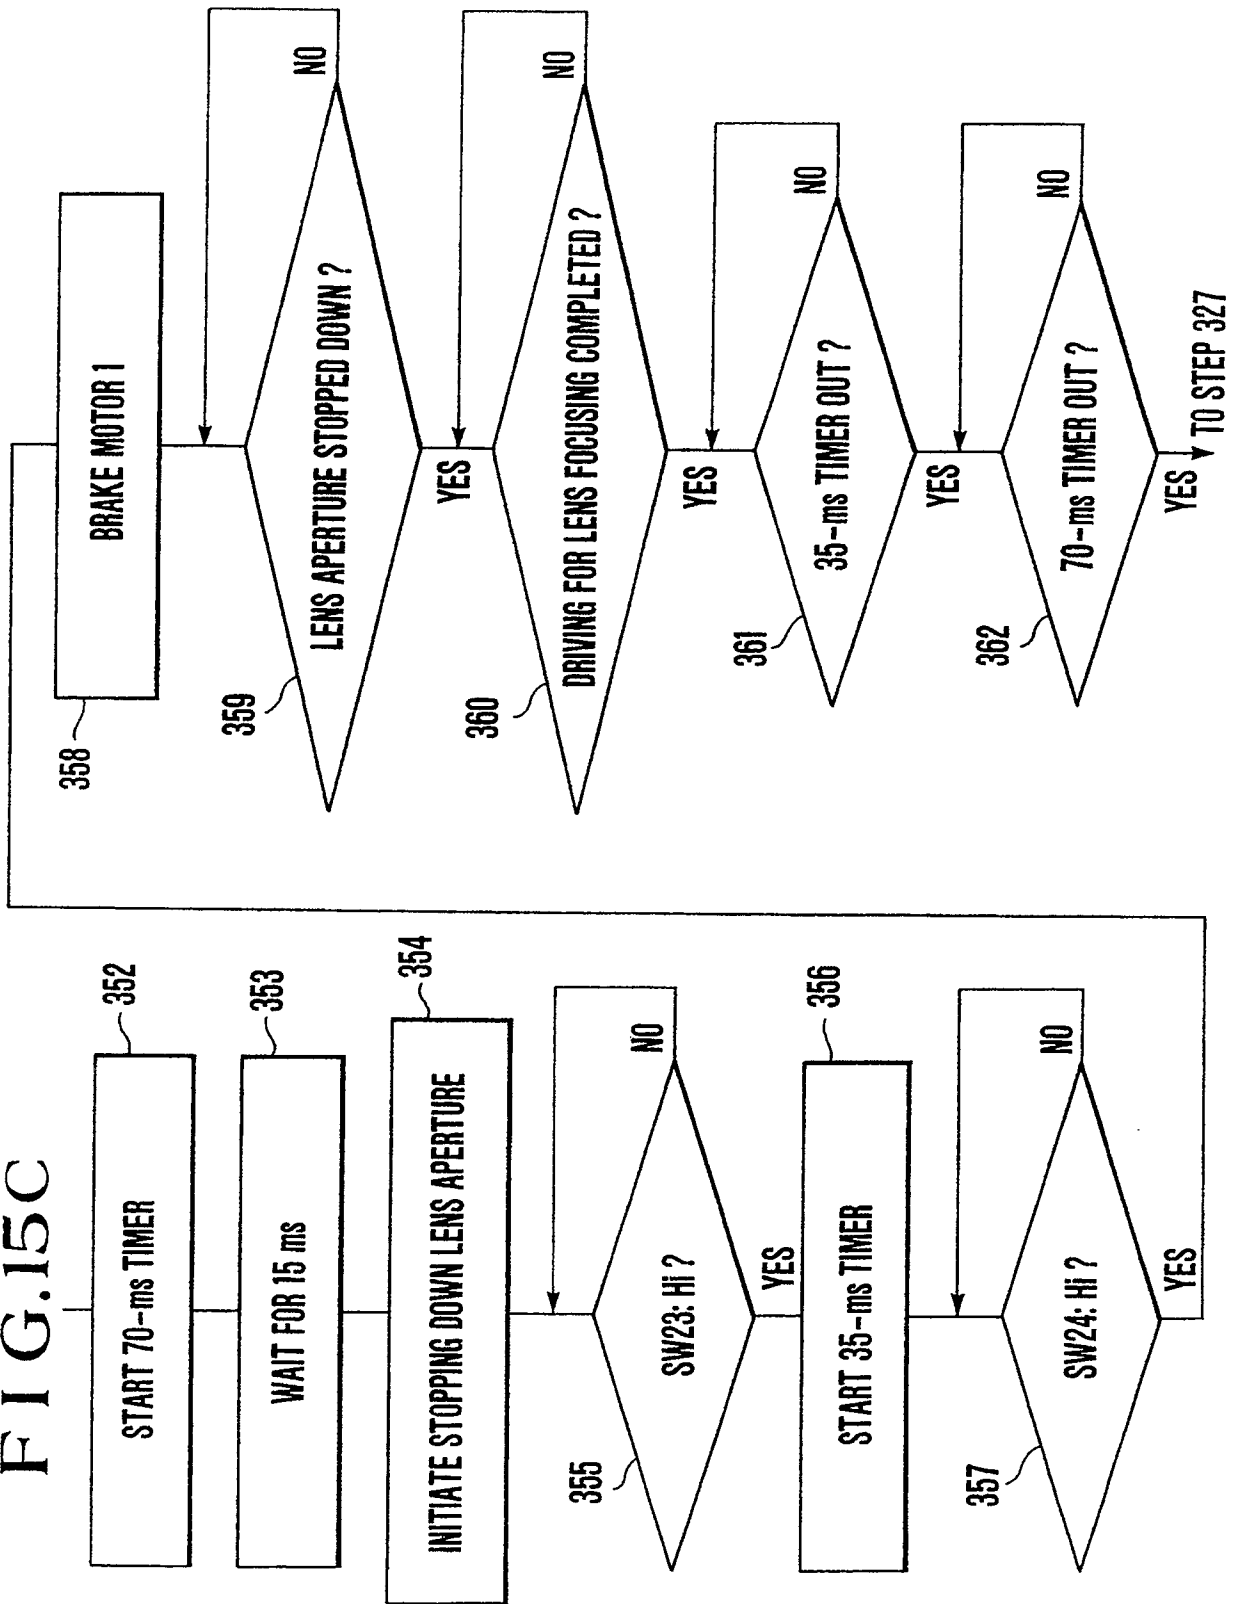 FIG.15C
START 70-ms TIMER
352
WAIT FOR 15 ms
353
INITIATE STOPPING DOWN LENS APERTURE
354
SW23: Hi ?
355
NO
YES
START 35-ms TIMER
356
SW24: Hi ?
357
NO
YES
BRAKE MOTOR 1
358
LENS APERTURE STOPPED DOWN ?
359
NO
YES
DRIVING FOR LENS FOCUSING COMPLETED ?
360
NO
YES
35-ms TIMER OUT ?
361
NO
YES
70-ms TIMER OUT ?
362
NO
YES
TO STEP 327